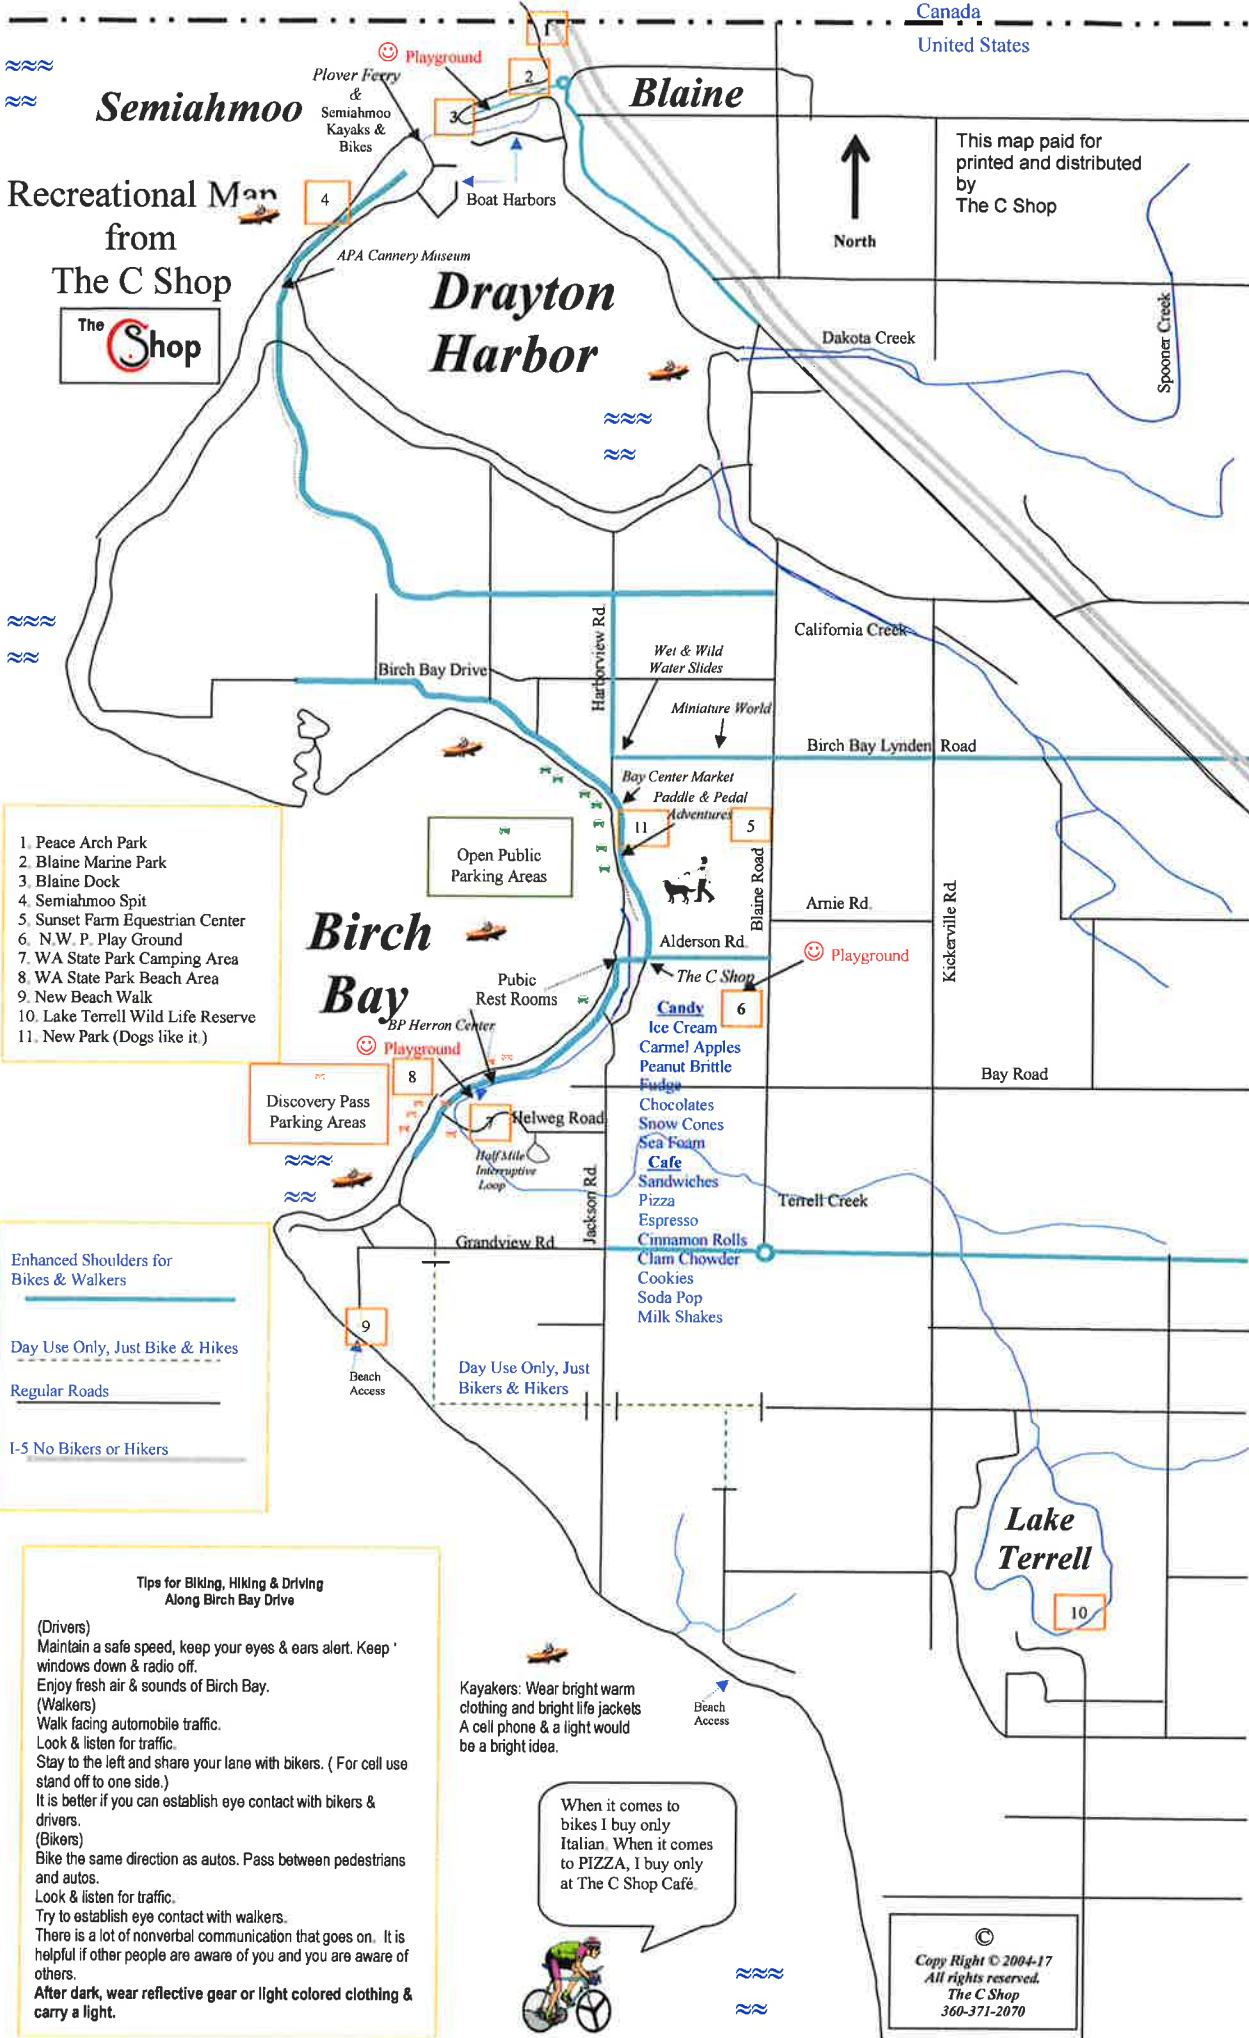 Canada
United States
1
Playground
2
Blaine
Plover Ferry
&
Semiahmoo
Kayaks &
Bikes
Semiahmoo
3
This map paid for
printed and distributed
by
The C Shop
Recreational Map
from
The C Shop
4
Boat Harbors
North
APA Cannery Museum
The
C Shop
Drayton
Harbor
Dakota Creek
Spooner Creek
California Creek
Harborview Rd.
Wet & Wild
Water Slides
Birch Bay Drive
Miniature World
Birch Bay Lynden Road
Bay Center Market
Paddle & Pedal
Adventures
11
5
1. Peace Arch Park
2. Blaine Marine Park
3. Blaine Dock
4. Semiahmoo Spit
5. Sunset Farm Equestrian Center
6. N.W. P. Play Ground
7. WA State Park Camping Area
8. WA State Park Beach Area
9. New Beach Walk
10. Lake Terrell Wild Life Reserve
11. New Park (Dogs like it.)
Open Public
Parking Areas
Blaine Road
Arnie Rd.
Kickerville Rd.
Birch
Bay
Alderson Rd.
Playground
The C Shop
Pubic
Rest Rooms
6
BP Herron Center
Playground
8
Discovery Pass
Parking Areas
7
Helweg Road
Half Mile
Interruptive
Loop
Bay Road
Candy
Ice Cream
Carmel Apples
Peanut Brittle
Fudge
Chocolates
Snow Cones
Sea Foam
Cafe
Sandwiches
Pizza
Espresso
Cinnamon Rolls
Clam Chowder
Cookies
Soda Pop
Milk Shakes
Jackson Rd.
Terrell Creek
Grandview Rd.
Enhanced Shoulders for
Bikes & Walkers
Day Use Only, Just Bike & Hikes
Regular Roads
I-5 No Bikers or Hikers
9
Beach
Access
Day Use Only, Just
Bikers & Hikers
Lake
Terrell
10
Tips for Biking, Hiking & Driving
Along Birch Bay Drive
(Drivers)
Maintain a safe speed, keep your eyes & ears alert. Keep '
windows down & radio off.
Enjoy fresh air & sounds of Birch Bay.
(Walkers)
Walk facing automobile traffic.
Look & listen for traffic.
Stay to the left and share your lane with bikers. ( For cell use
stand off to one side.)
It is better if you can establish eye contact with bikers &
drivers.
(Bikers)
Bike the same direction as autos. Pass between pedestrians
and autos.
Look & listen for traffic.
Try to establish eye contact with walkers.
There is a lot of nonverbal communication that goes on. It is
helpful if other people are aware of you and you are aware of
others.
After dark, wear reflective gear or light colored clothing &
carry a light.
Kayakers: Wear bright warm
clothing and bright life jackets
A cell phone & a light would
be a bright idea.
Beach
Access
When it comes to
bikes I buy only
Italian. When it comes
to PIZZA, I buy only
at The C Shop Café.
©
Copy Right © 2004-17
All rights reserved.
The C Shop
360-371-2070